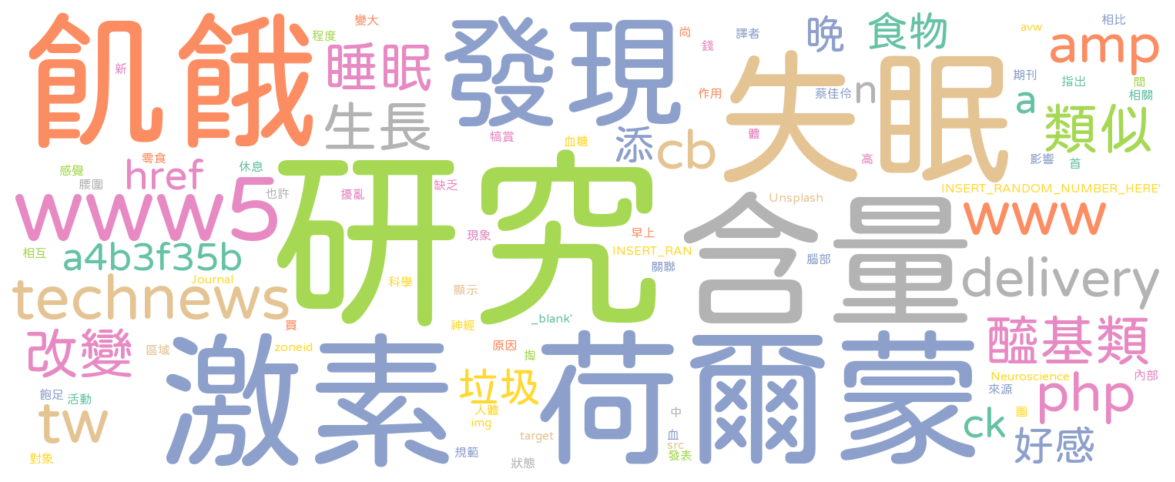 飢餓
新
變大
程度
睡眠
生長
發現
尚
錢
譯者
晚
食物
avw
相比
amp
失眠
作用
蔡佳伶
n
體
高
期刊
a
指出
間
相關
類似
影響
首
犒賞
血糖
添
cb
感覺
零食
href
腰圍
休息
也許
擾亂
缺乏
www5
研究
現象
早上
INSERT_RAN
關聯
Unsplash
含量
腦部
INSERT_RANDOM_NUMBER_HERE'
www
相互
a4b3f35b
Journal
technews
科學
顯示
神經
_blank'
delivery
買
改變
區域
激素
zoneid
原因
掏
荷爾蒙
醯基類
垃圾
人體
img
Neuroscience
來源
php
內部
飽足
活動
tw
對象
規範
狀態
target
中
血
src
發表
ck
圖
好感